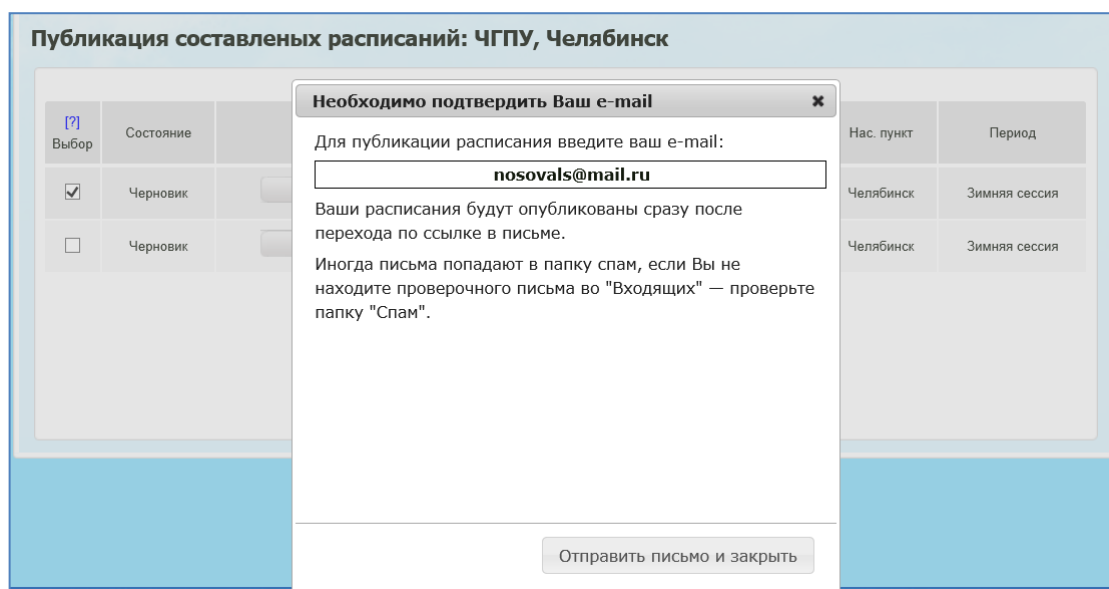 Публикация составленых расписаний: ЧГПУ, Челябинск
Необходимо подтвердить Ваш e-mail
[?]
Выбор
Состояние
Нас. пункт
Период
Для публикации расписания введите ваш e-mail:
nosovals@mail.ru
Черновик
Челябинск
Зимняя сессия
Ваши расписания будут опубликованы сразу после
перехода по ссылке в письме.
Черновик
Челябинск
Зимняя сессия
Иногда письма попадают в папку спам, если Вы не
находите проверочного письма во "Входящих" — проверьте
папку "Спам".
Отправить письмо и закрыть